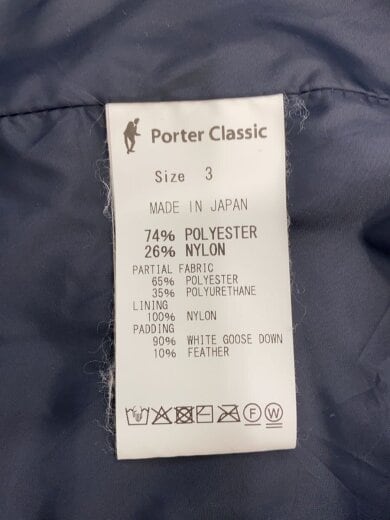 Porter Classic
Size 3
MADE IN JAPAN
74% POLYESTER
26% NYLON
PARTIAL FABRIC
65% POLYESTER
35% POLYURETHANE
LINING
100% NYLON
PADDING
90% WHITE GOOSE DOWN
10% FEATHER
F W